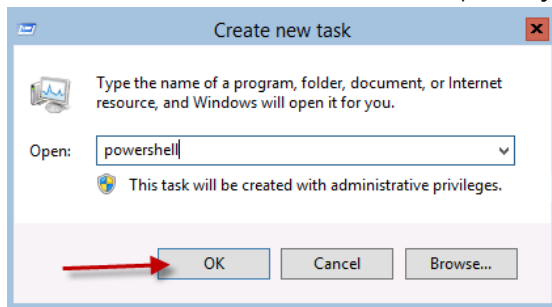 Create new task
Type the name of a program, folder, document, or Internet
resource, and Windows will open it for you.
Open: powershell
This task will be created with administrative privileges.
OK Cancel Browse...